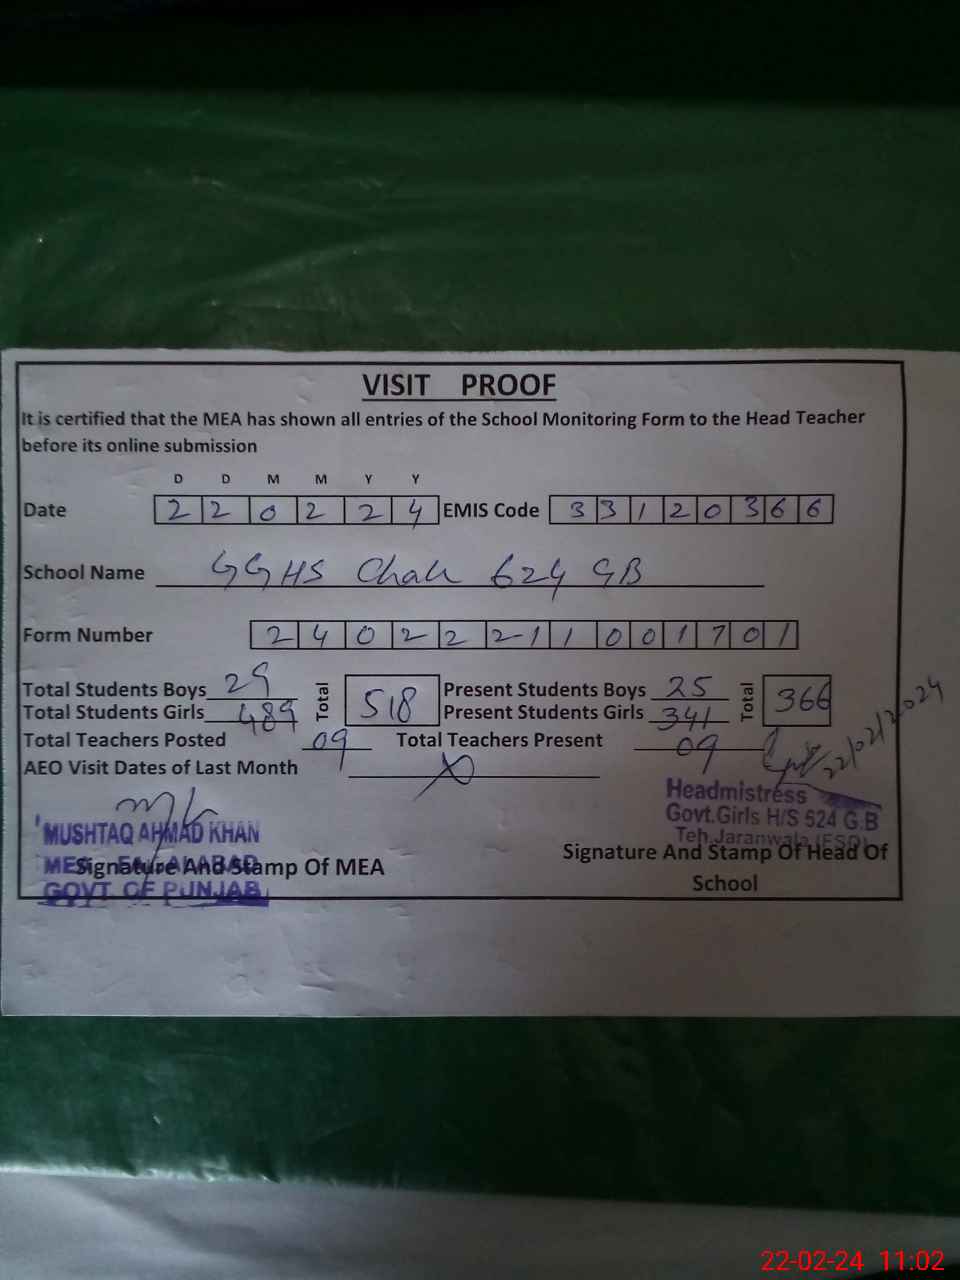 VISIT PROOF
It is certified that the MEA has shown all entries of the School Monitoring Form to the Head Teacher
before its online submission
D D M M Y Y
Date 2 2 0 2 2 4 EMIS Code 3 3 1 2 0 3 6 6
School Name GGHS Chak 624 GB
Form Number 2 4 0 2 2 2 1 1 0 0 1 7 0 1
Total Students Boys 29 Total 518 Present Students Boys 25 Total 366
Total Students Girls 489 Present Students Girls 341
Total Teachers Posted 09 Total Teachers Present 09
22/02/2024
AEO Visit Dates of Last Month X
Headmistress
Govt.Girls H/S 524 G.B
Teh.Jaranwala (FSD)
MUSHTAQ AHMAD KHAN
Signature And Stamp Of MEA
GOVT. OF PUNJAB
Signature And Stamp Of Head Of
School
22-02-24 11:02